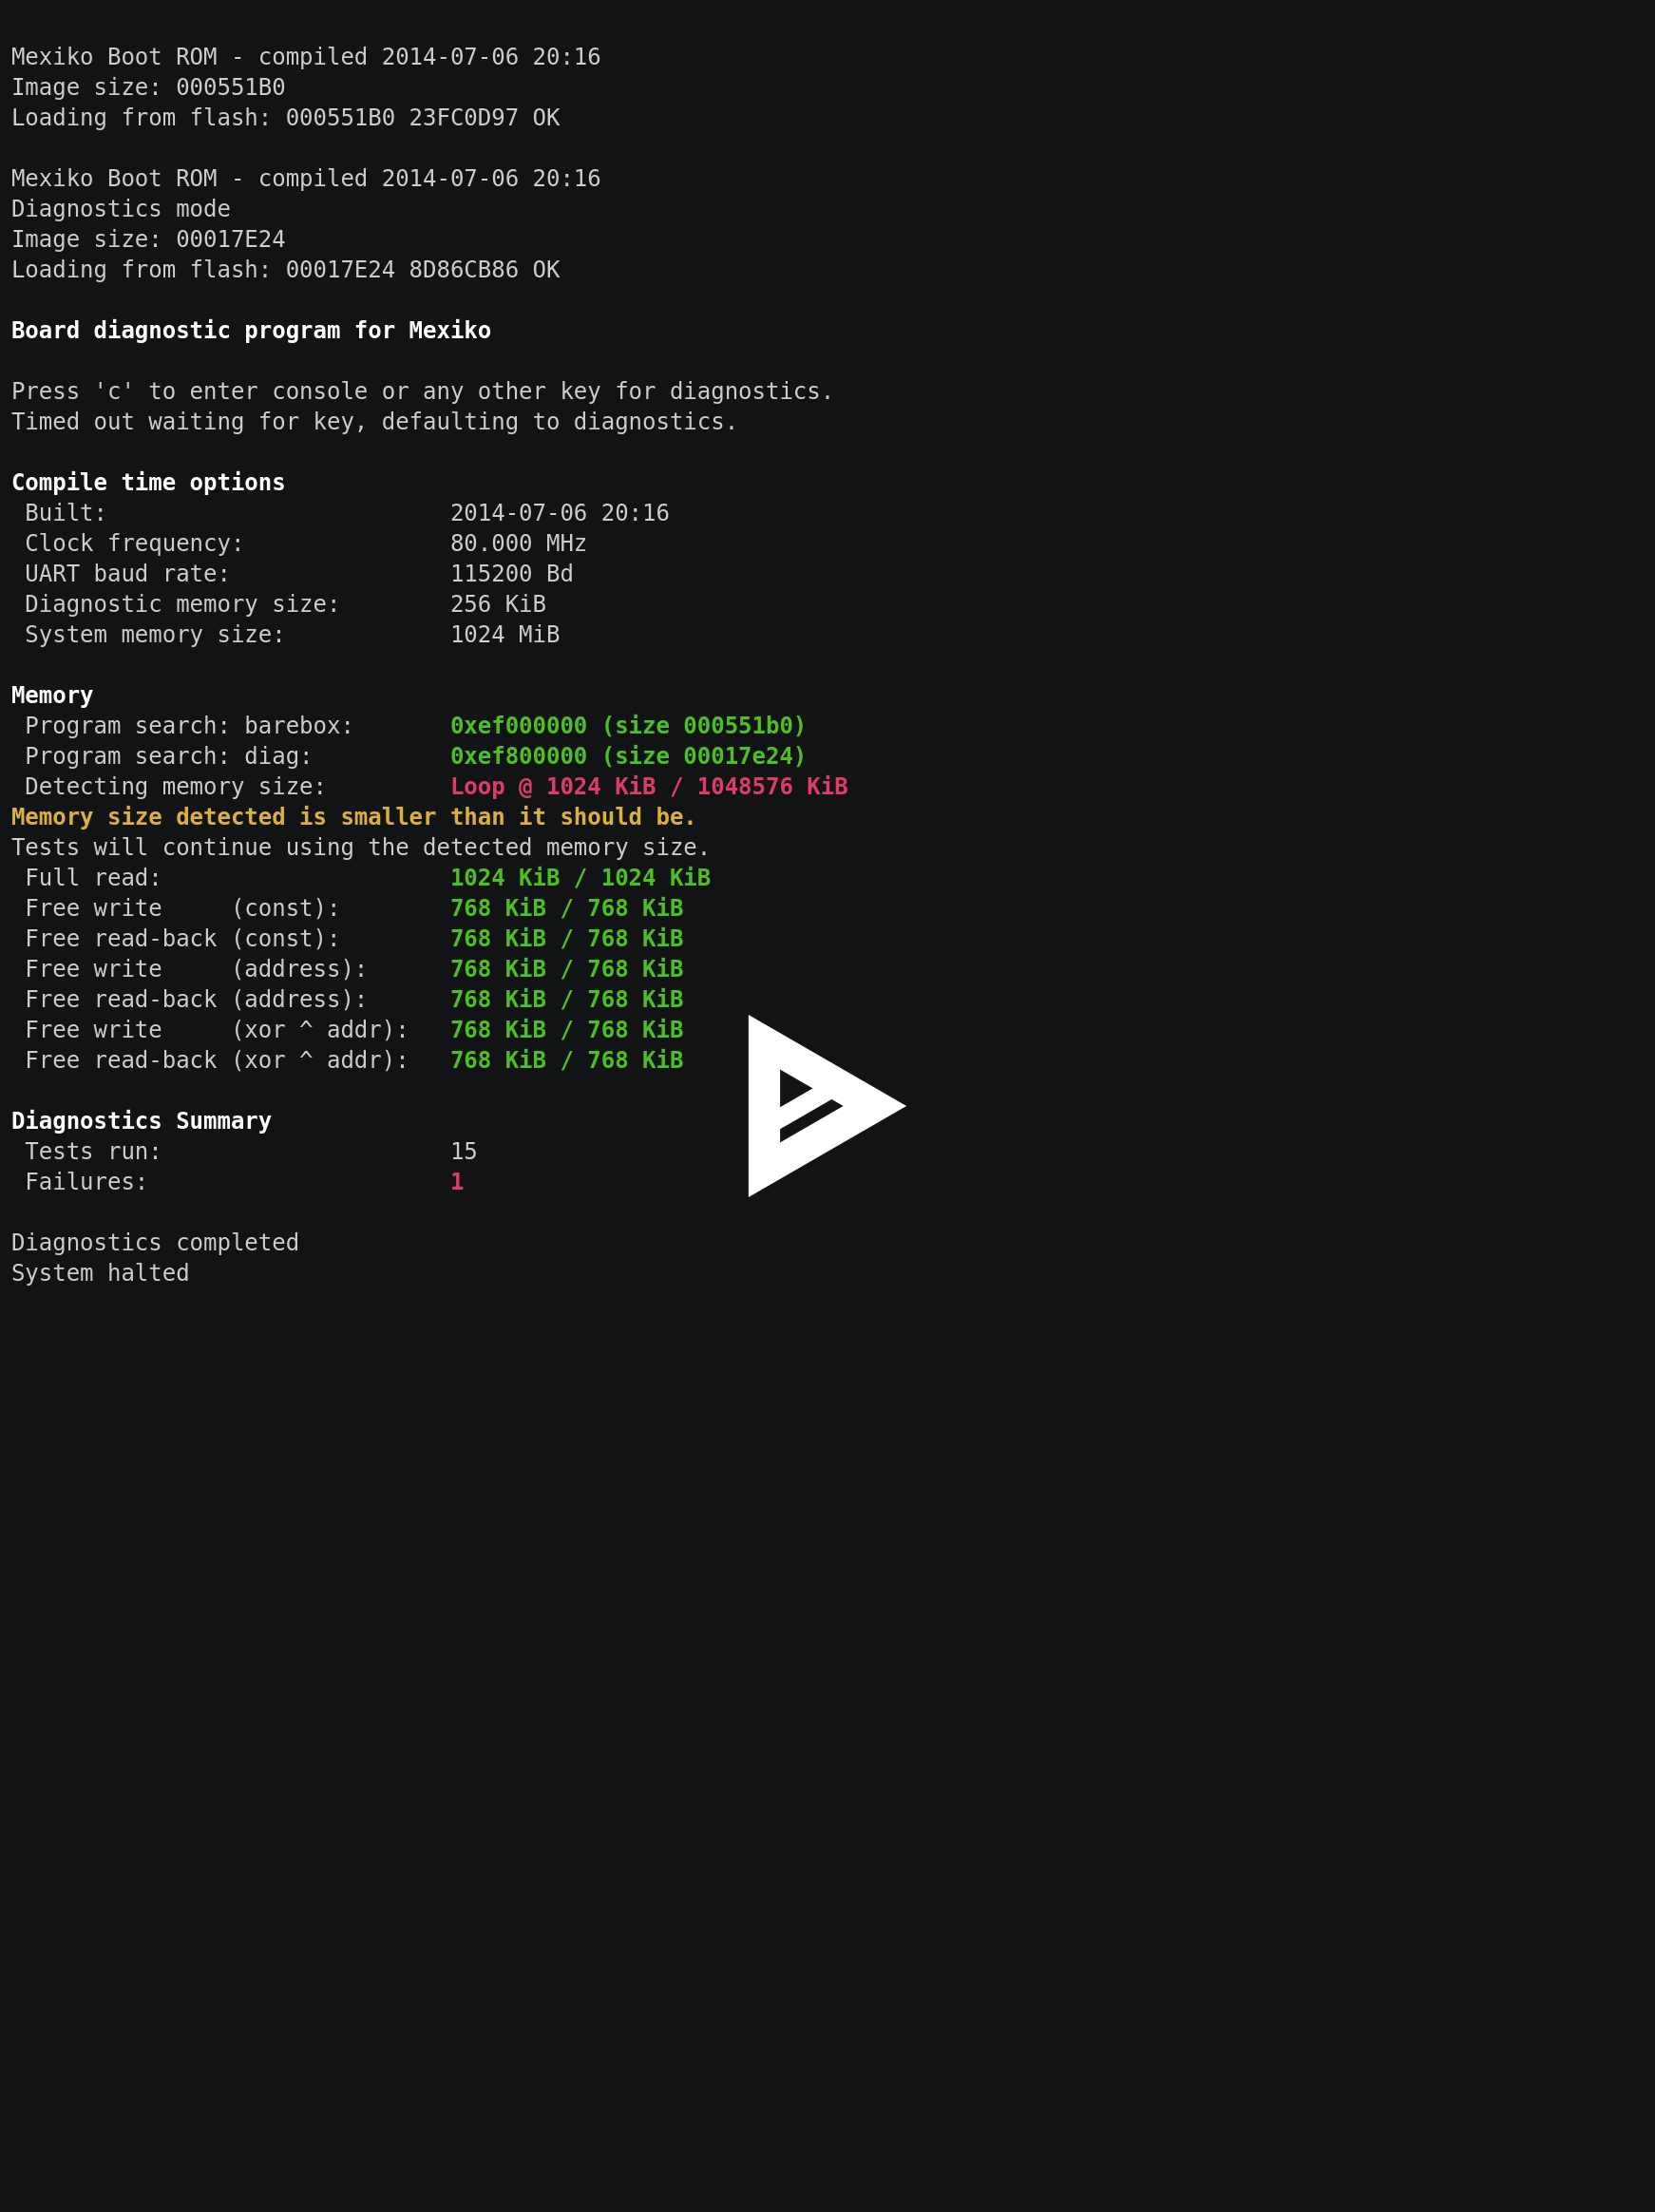 Mexiko Boot ROM - compiled 2014-07-06 20:16
Image size: 000551B0
Loading from flash: 000551B0 23FC0D97 OK
Mexiko Boot ROM - compiled 2014-07-06 20:16
Diagnostics mode
Image size: 00017E24
Loading from flash: 00017E24 8D86CB86 OK
Board diagnostic program for Mexiko
Press 'c' to enter console or any other key for diagnostics.
Timed out waiting for key, defaulting to diagnostics.
Compile time options
 Built:                         2014-07-06 20:16
 Clock frequency:               80.000 MHz
 UART baud rate:                115200 Bd
 Diagnostic memory size:        256 KiB
 System memory size:            1024 MiB
Memory
 Program search: barebox:       0xef000000 (size 000551b0)
 Program search: diag:          0xef800000 (size 00017e24)
 Detecting memory size:         Loop @ 1024 KiB / 1048576 KiB
Memory size detected is smaller than it should be.
Tests will continue using the detected memory size.
 Full read:                     1024 KiB / 1024 KiB
 Free write     (const):        768 KiB / 768 KiB
 Free read-back (const):        768 KiB / 768 KiB
 Free write     (address):      768 KiB / 768 KiB
 Free read-back (address):      768 KiB / 768 KiB
 Free write     (xor ^ addr):   768 KiB / 768 KiB
 Free read-back (xor ^ addr):   768 KiB / 768 KiB
Diagnostics Summary
 Tests run:                     15
 Failures:                      1
Diagnostics completed
System halted